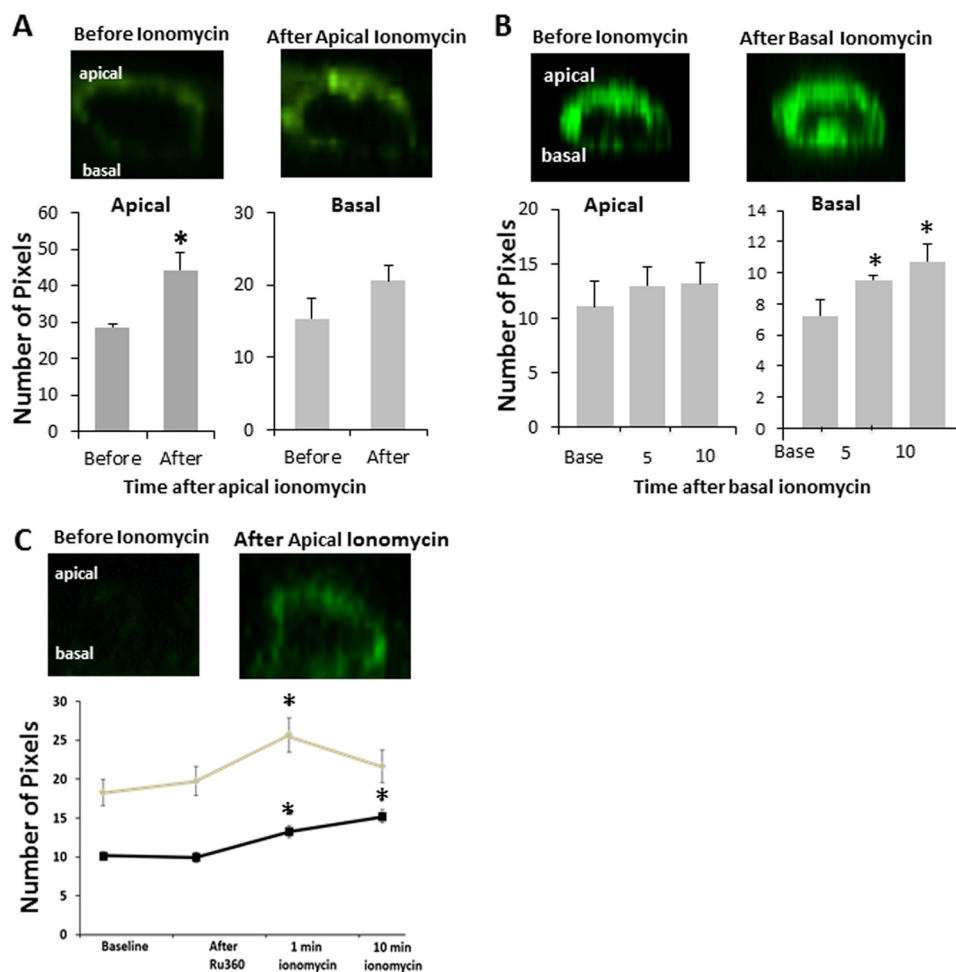 A
Before Ionomycin
After Apical Ionomycin
apical
basal
Number of Pixels
Apical
60
50
40
30
20
10
0
*
Before
After
Basal
30
20
10
0
Before
After
Time after apical ionomycin
B
Before Ionomycin
After Basal Ionomycin
apical
basal
Number of Pixels
Apical
20
15
10
5
0
Base
5
10
Basal
14
12
10
8
6
4
2
0
*
*
Base
5
10
Time after basal ionomycin
C
Before Ionomycin
After Apical Ionomycin
apical
basal
Number of Pixels
30
25
20
15
10
5
0
*
*
*
Baseline
After
Ru360
1 min
ionomycin
10 min
ionomycin